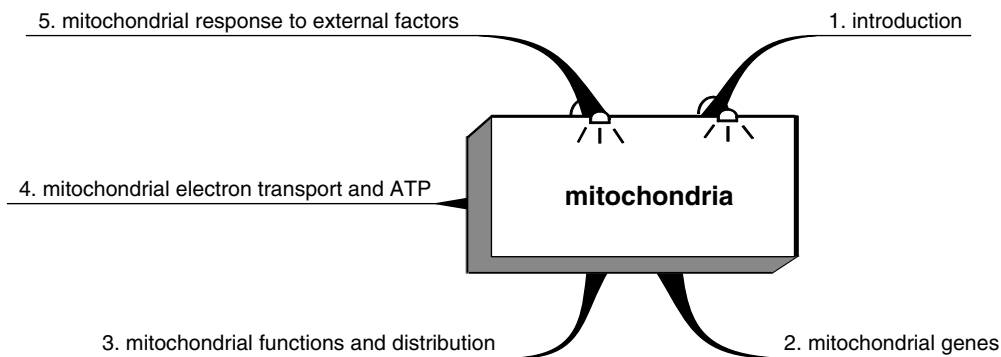 5. mitochondrial response to external factors
1. introduction
4. mitochondrial electron transport and ATP
mitochondria
3. mitochondrial functions and distribution
2. mitochondrial genes